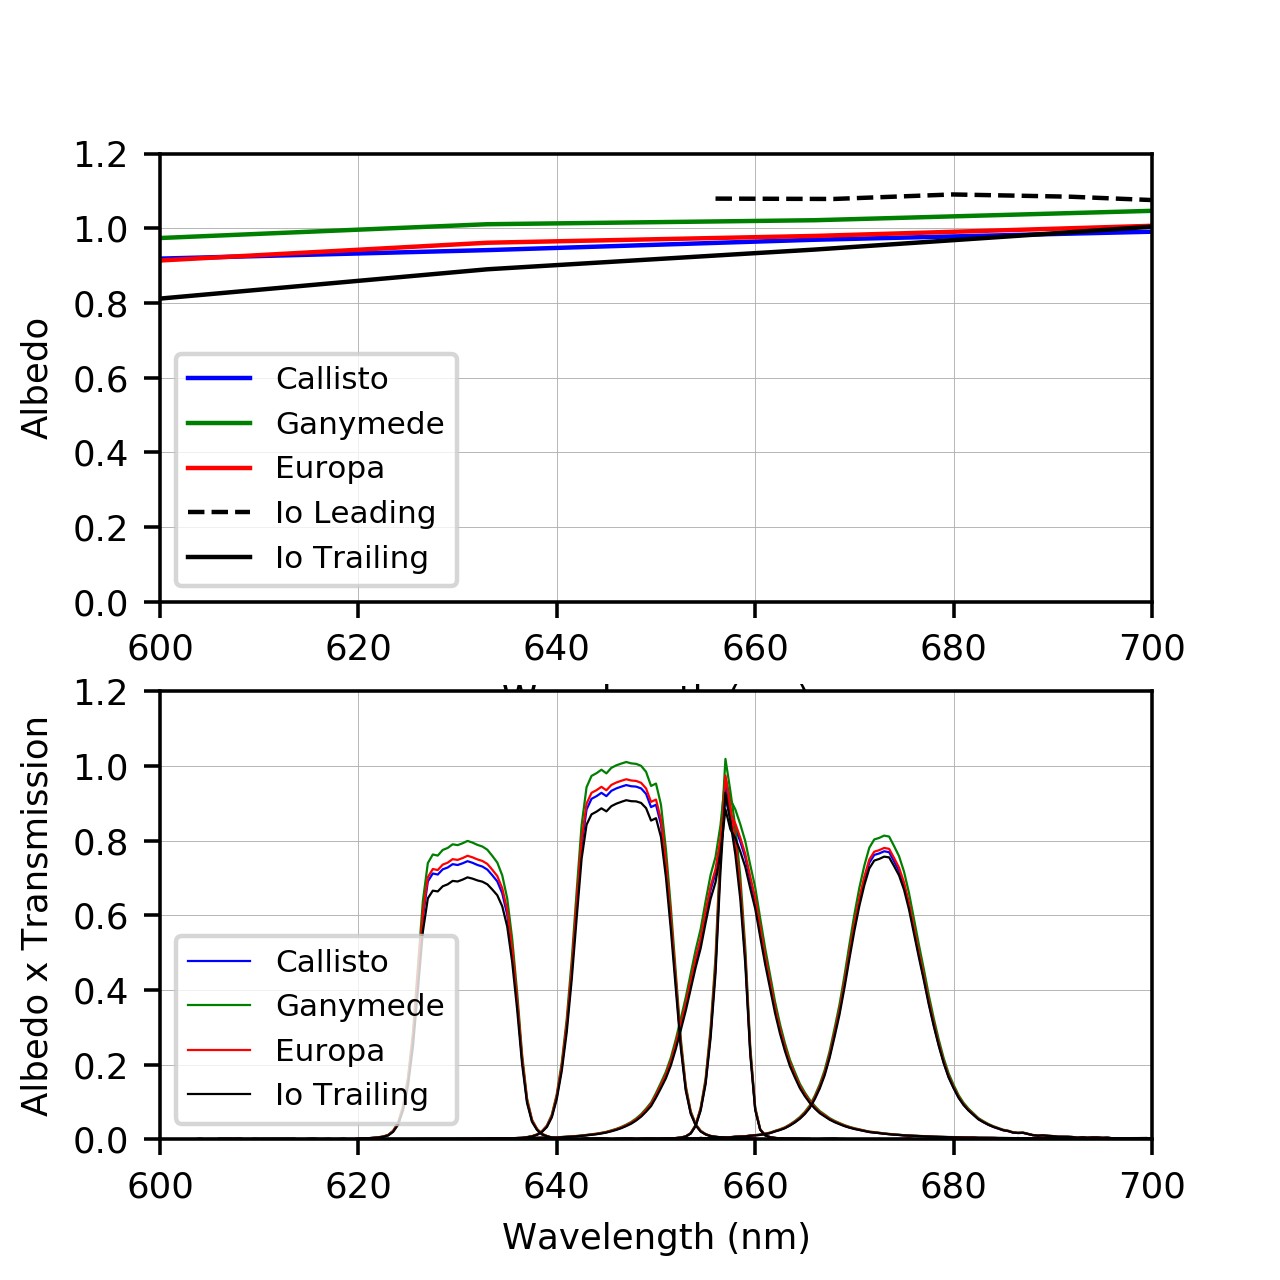 1.2
1.0
0.8
0.6
0.4
0.2
0.0
Albedo
Callisto
Ganymede
Europa
Io Leading
Io Trailing
600 620 640 660 680 700
1.2
1.0
0.8
0.6
0.4
0.2
0.0
Albedo x Transmission
Callisto
Ganymede
Europa
Io Trailing
600 620 640 660 680 700
Wavelength (nm)